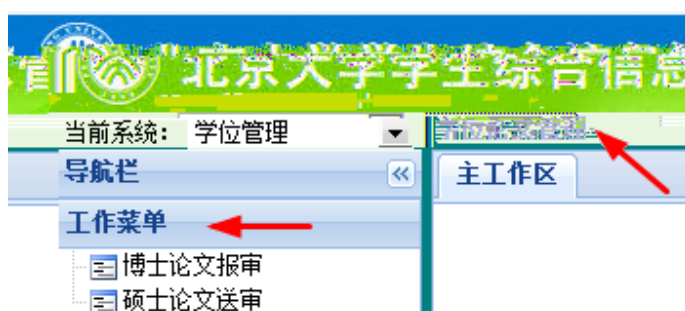 北京大学学生综合信息
当前系统： 学位管理
导航栏
主工作区
工作菜单
博士论文报审
硕士论文送审